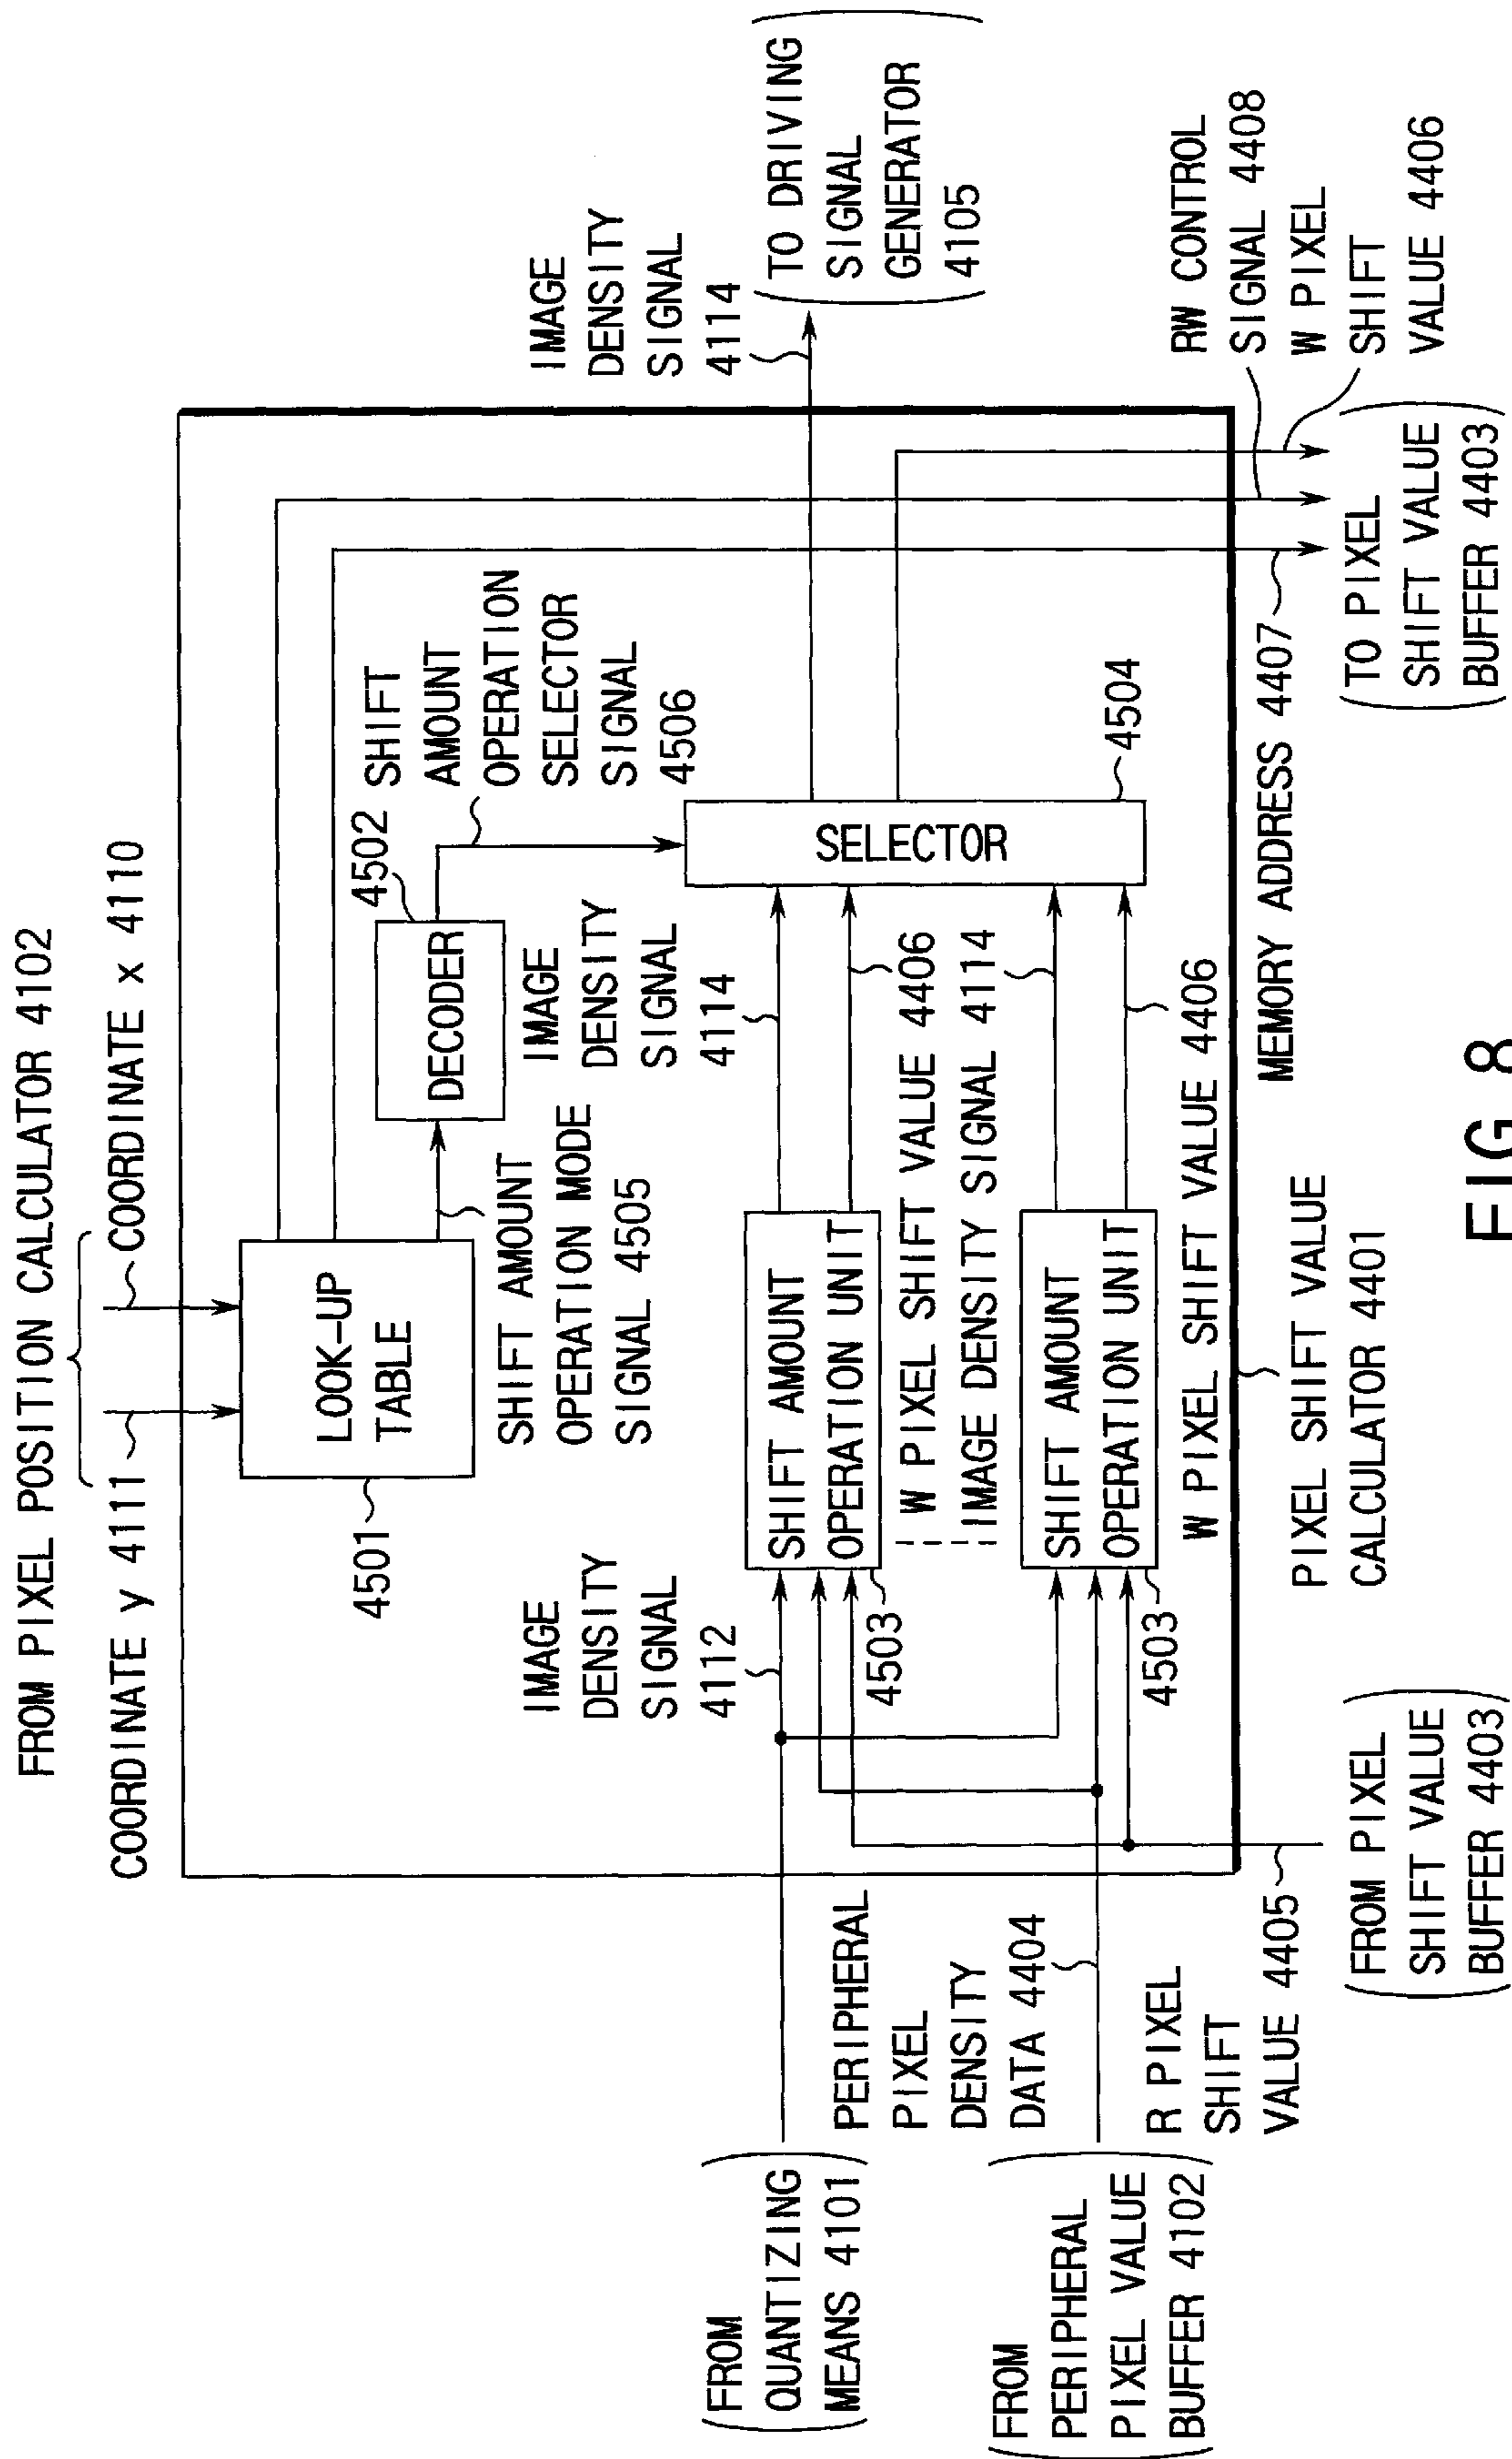 FROM PIXEL POSITION CALCULATOR 4102
COORDINATE y 4111
COORDINATE x 4110
LOOK-UP
TABLE
4501
SHIFT AMOUNT
OPERATION MODE
SIGNAL 4505
DECODER
4502
SHIFT
AMOUNT
OPERATION
SELECTOR
SIGNAL
4506
IMAGE
DENSITY
SIGNAL
4112
IMAGE
DENSITY
SIGNAL
4114
IMAGE
DENSITY
SIGNAL
4114
TO DRIVING
SIGNAL
GENERATOR
4105
FROM
QUANTIZING
MEANS 4101
SHIFT AMOUNT
OPERATION UNIT
4503
W PIXEL SHIFT VALUE 4406
IMAGE DENSITY SIGNAL 4114
SELECTOR
4504
PERIPHERAL
PIXEL
DENSITY
DATA 4404
FROM
PERIPHERAL
PIXEL VALUE
BUFFER 4102
SHIFT AMOUNT
OPERATION UNIT
4503
W PIXEL SHIFT VALUE 4406
R PIXEL
SHIFT
VALUE 4405
FROM PIXEL
SHIFT VALUE
BUFFER 4403
PIXEL SHIFT VALUE
CALCULATOR 4401
MEMORY ADDRESS 4407
TO PIXEL
SHIFT VALUE
BUFFER 4403
RW CONTROL
SIGNAL 4408
W PIXEL
SHIFT
VALUE 4406
FIG. 8